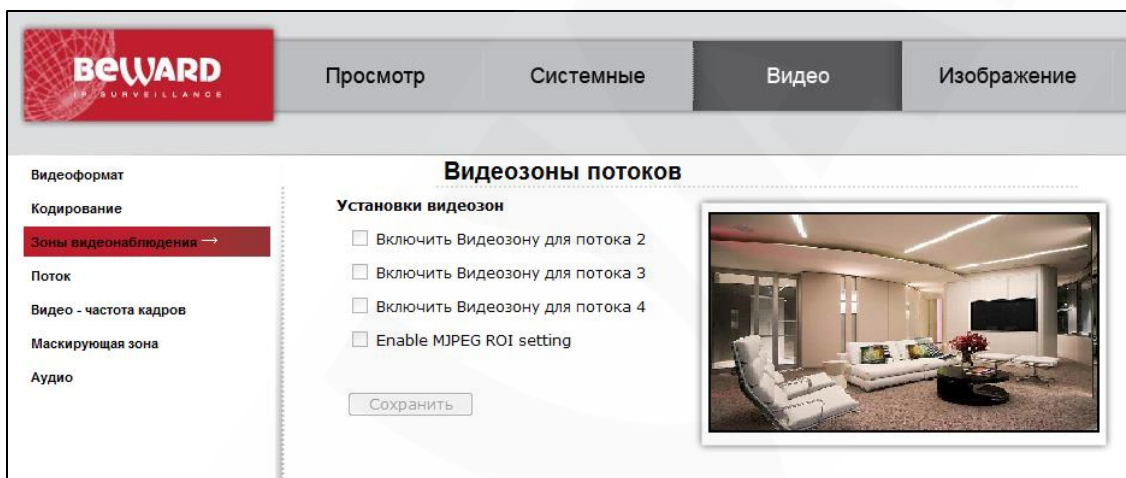 BEWARD
IP SURVEILLANCE
Просмотр
Системные
Видео
Изображение
Видеоформат
Кодирование
Зоны видеонаблюдения →
Поток
Видео - частота кадров
Маскирующая зона
Аудио
Видеозоны потоков
Установки видеозон
Включить Видеозону для потока 2
Включить Видеозону для потока 3
Включить Видеозону для потока 4
Enable MJPEG ROI setting
Сохранить